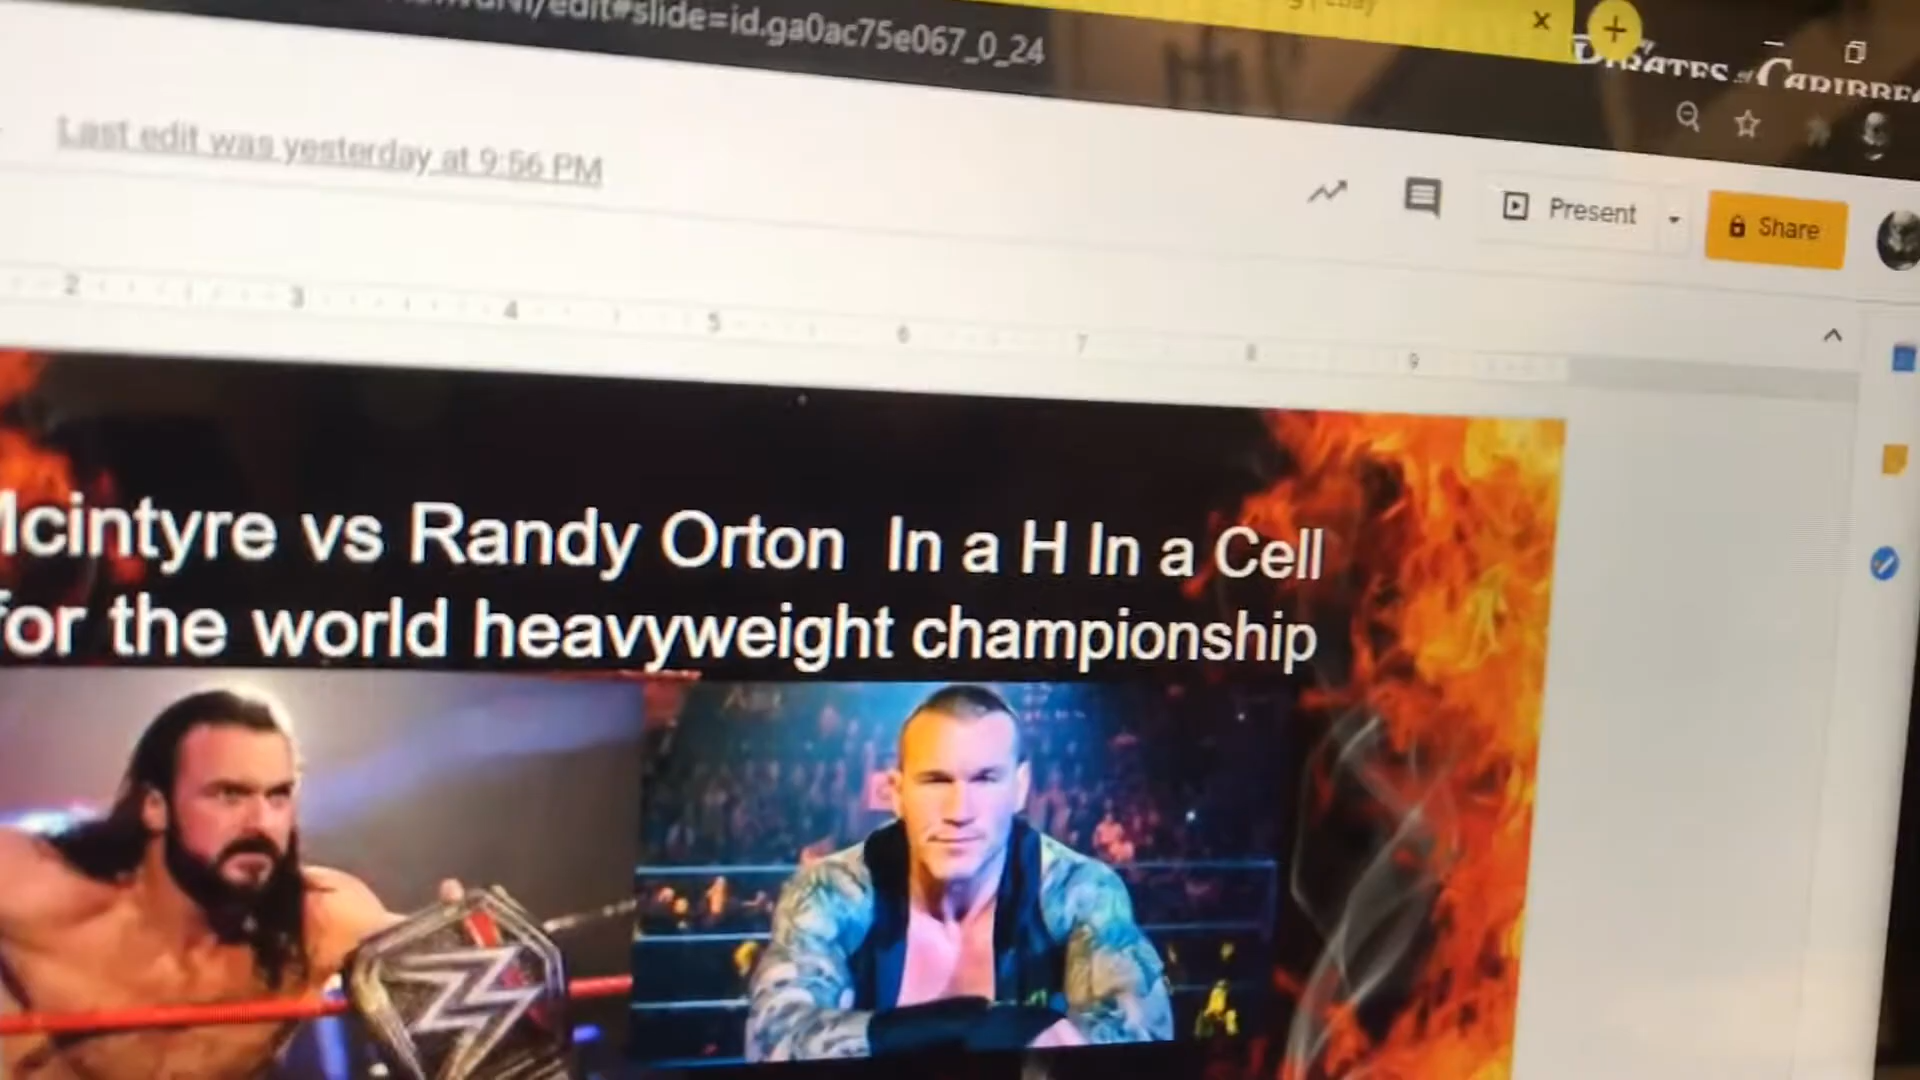 /edit#slide=id.ga0ac75e067_0_24
Last edit was yesterday at 9:56 PM
Present
Share
2 3 4 5 6 7 8 9
cintyre vs Randy Orton In a H In a Cell
for the world heavyweight championship